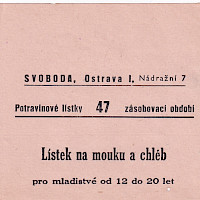 SVOBODA, Ostrava I, Nádražní 7
Potravinové lístky 47 zásobovací období
Lístek na mouku a chléb
pro mladistvé od 12 do 20 let